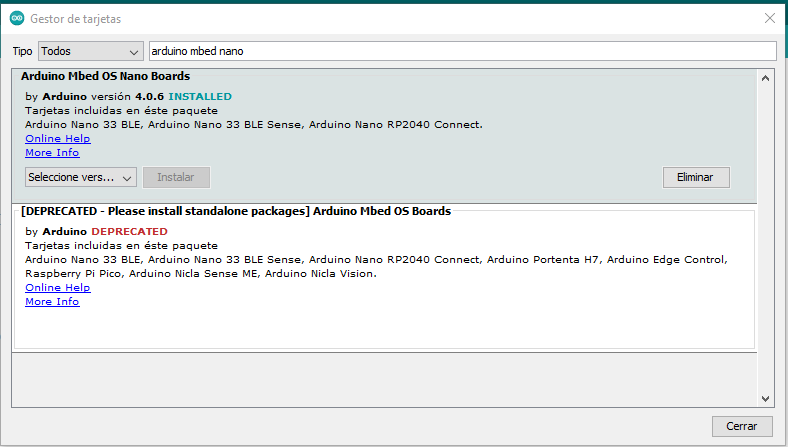 Gestor de tarjetas
Tipo Todos arduino mbed nano
Arduino Mbed OS Nano Boards
by Arduino versión 4.0.6 INSTALLED
Tarjetas incluidas en éste paquete
Arduino Nano 33 BLE, Arduino Nano 33 BLE Sense, Arduino Nano RP2040 Connect.
Online Help
More Info
Seleccione vers... Instalar Eliminar
[DEPRECATED - Please install standalone packages] Arduino Mbed OS Boards
by Arduino DEPRECATED
Tarjetas incluidas en éste paquete
Arduino Nano 33 BLE, Arduino Nano 33 BLE Sense, Arduino Nano RP2040 Connect, Arduino Portenta H7, Arduino Edge Control,
Raspberry Pi Pico, Arduino Nicla Sense ME, Arduino Nicla Vision.
Online Help
More Info
Cerrar